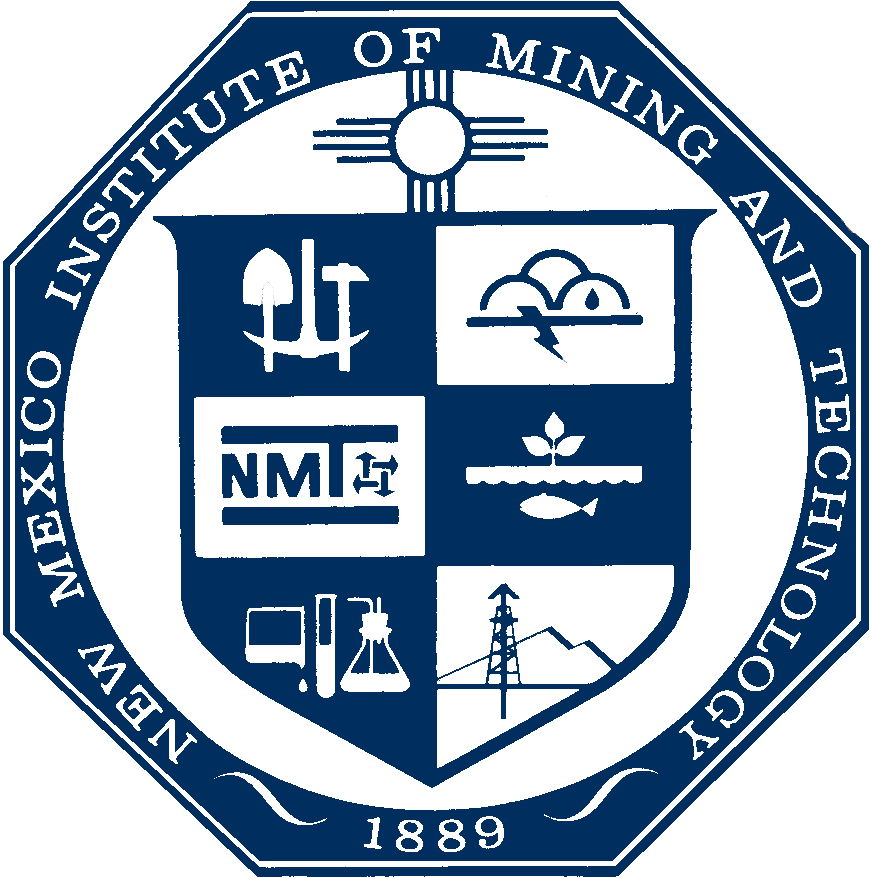 NEW MEXICO INSTITUTE OF MINING AND TECHNOLOGY
NMT
1889